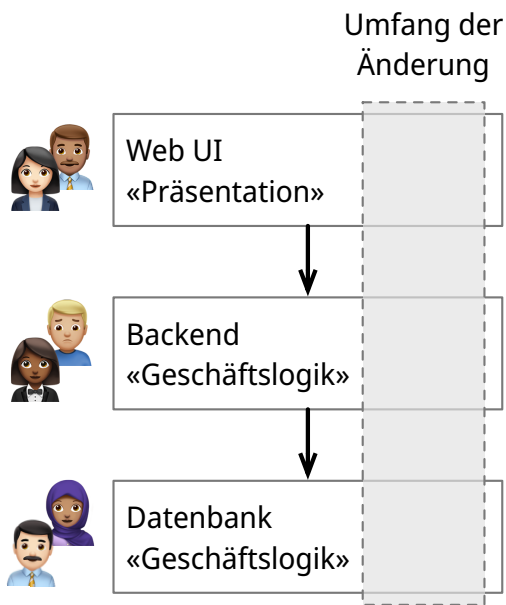 Umfang der
Änderung
Web UI
«Präsentation»
Backend
«Geschäftslogik»
Datenbank
«Geschäftslogik»